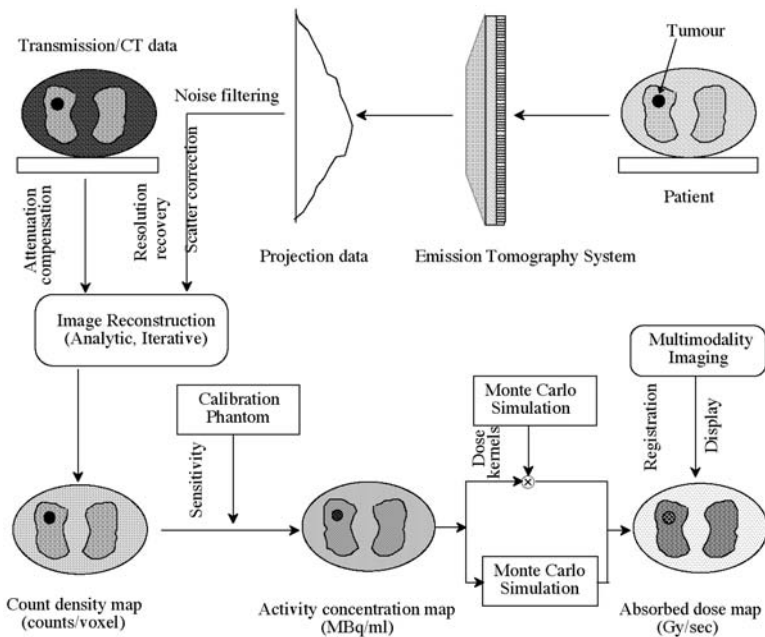 Transmission/CT data
Tumour
Noise filtering
Attenuation
compensation
Resolution
recovery
Scatter correction
Projection data
Emission Tomography System
Patient
Image Reconstruction
(Analytic, Iterative)
Calibration
Phantom
Sensitivity
Monte Carlo
Simulation
Dose
kernels
Multimodality
Imaging
Registration
Display
Monte Carlo
Simulation
Count density map
(counts/voxel)
Activity concentration map
(MBq/ml)
Absorbed dose map
(Gy/sec)